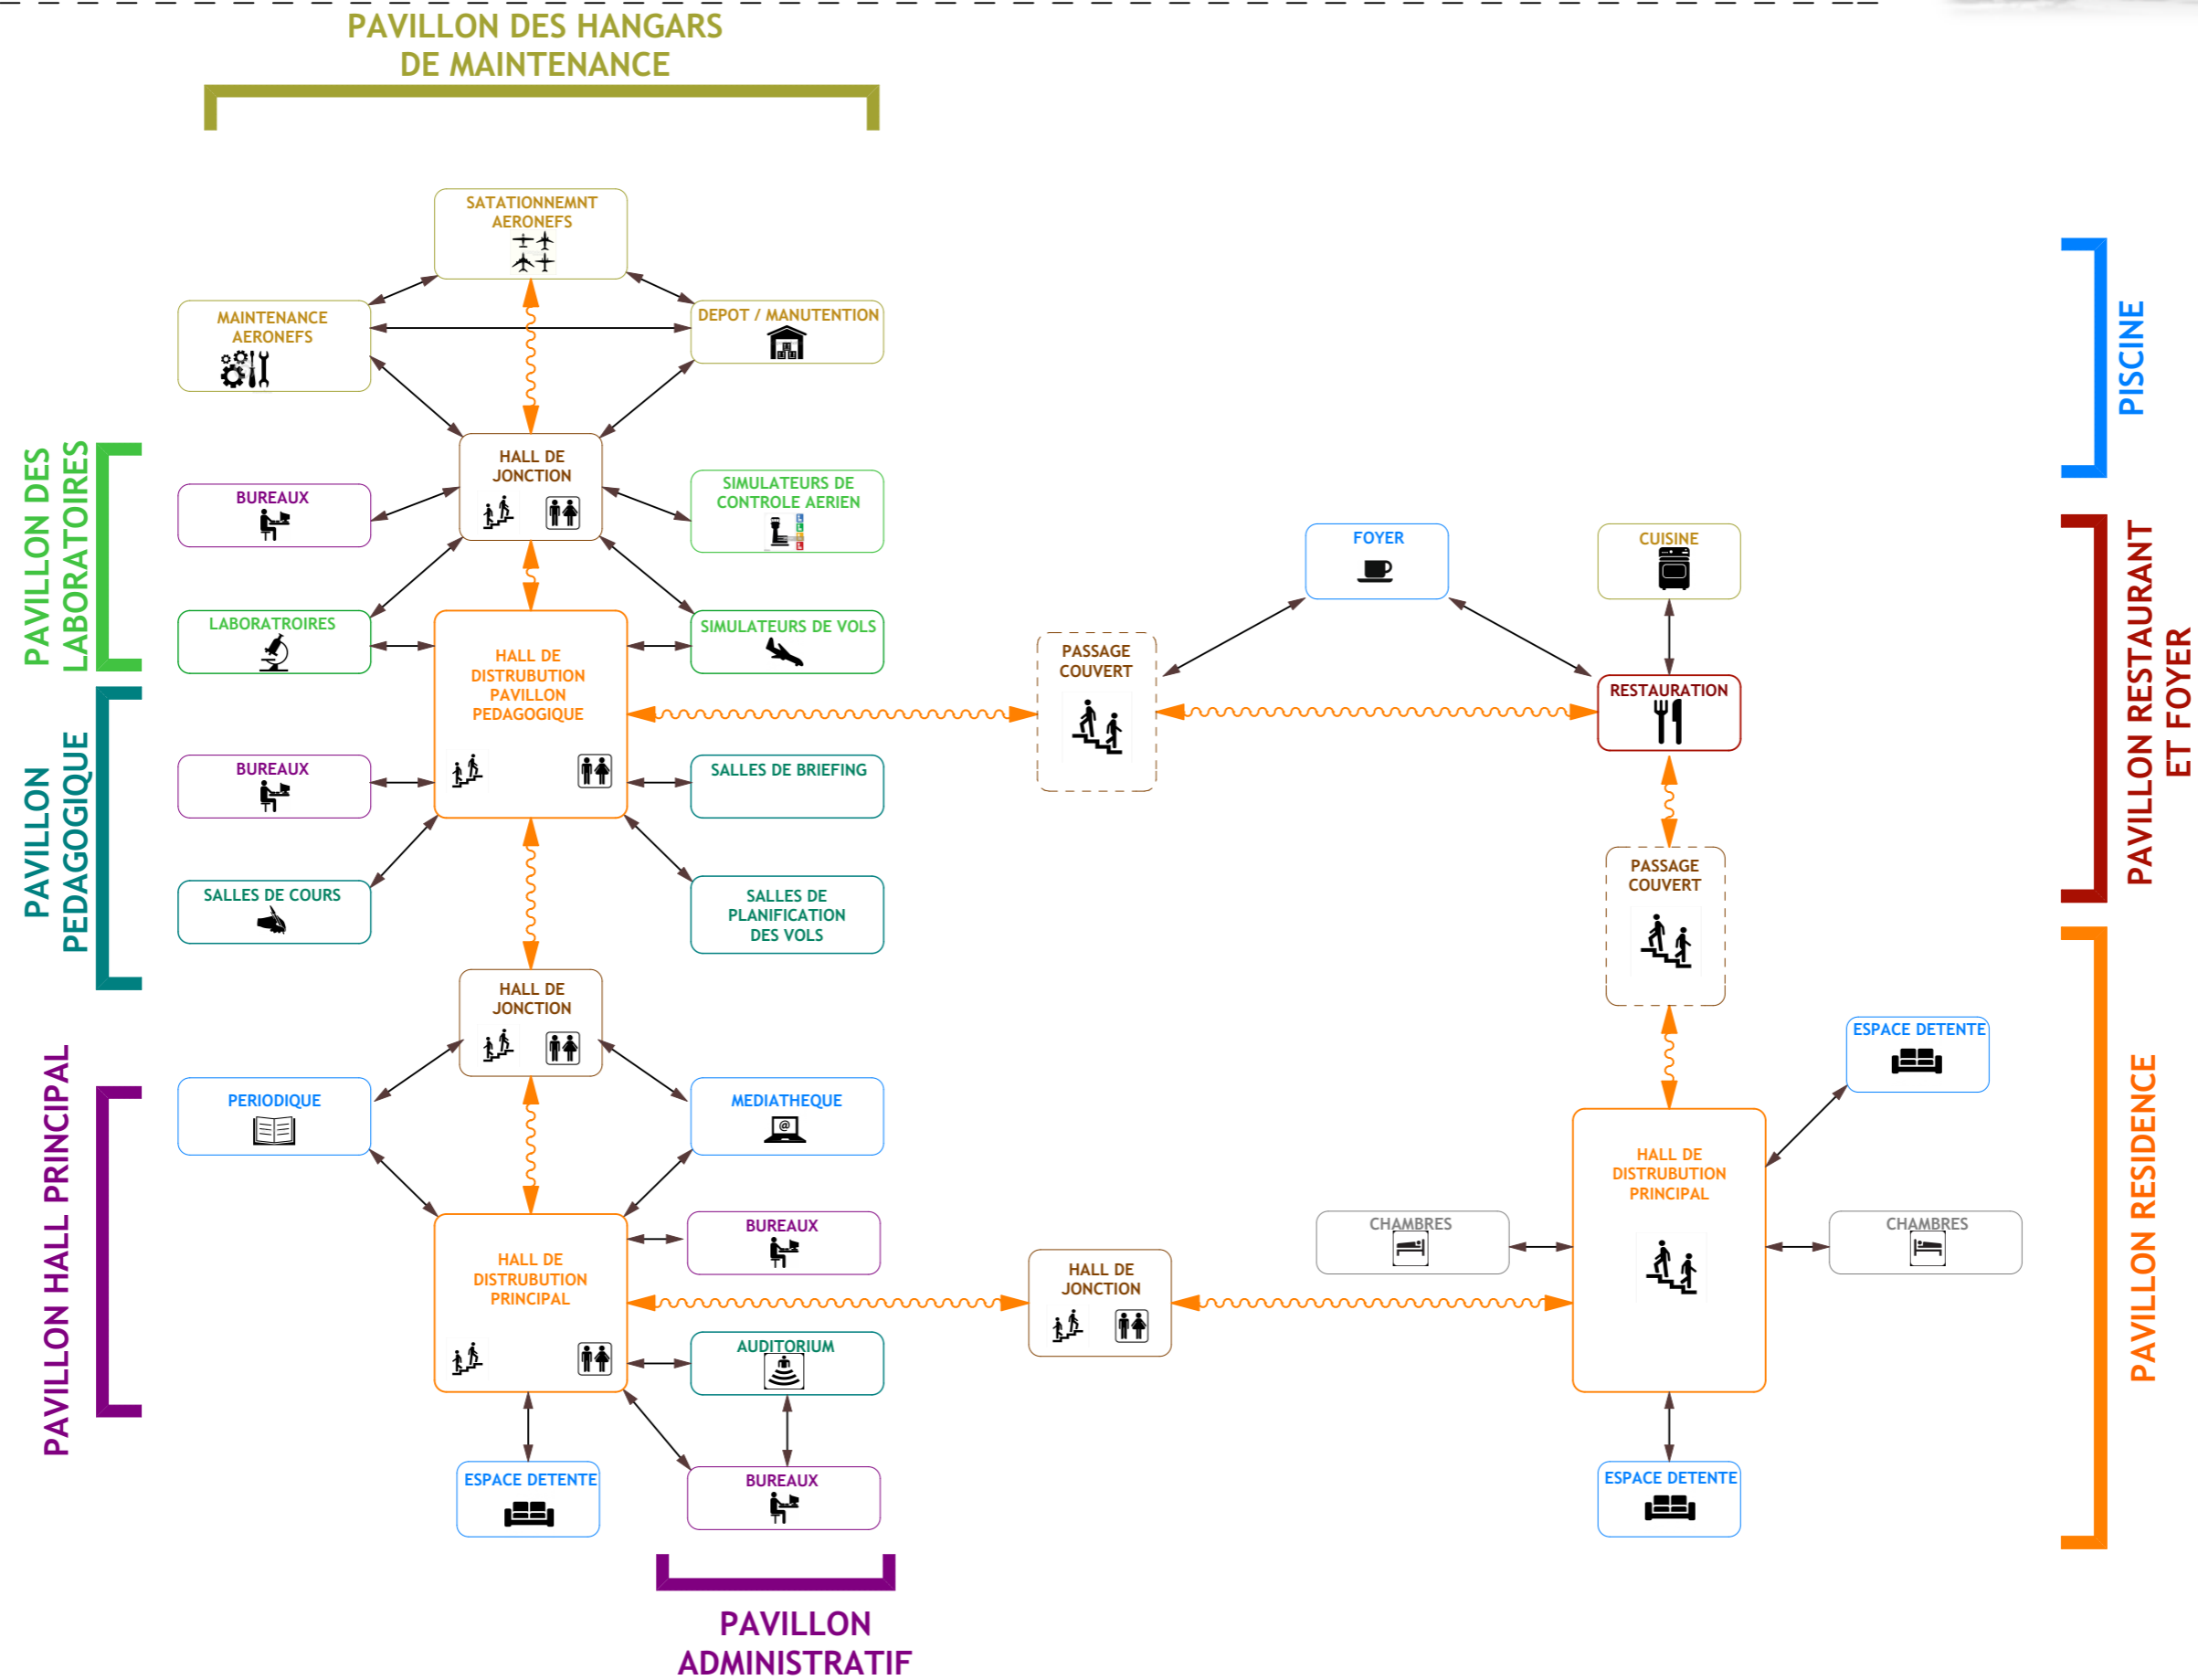 PAVILLON DES HANGARS
DE MAINTENANCE
SATATIONNEMNT
AERONEFS
MAINTENANCE
AERONEFS
DEPOT / MANUTENTION
HALL DE
JONCTION
BUREAUX
SIMULATEURS DE
CONTROLE AERIEN
LABORATROIRES
SIMULATEURS DE VOLS
HALL DE
DISTRUBUTION
PAVILLON
PEDAGOGIQUE
BUREAUX
SALLES DE BRIEFING
SALLES DE COURS
SALLES DE
PLANIFICATION
DES VOLS
HALL DE
JONCTION
PERIODIQUE
MEDIATHEQUE
@
HALL DE
DISTRUBUTION
PRINCIPAL
BUREAUX
AUDITORIUM
ESPACE DETENTE
BUREAUX
PAVILLON DES
LABORATOIRES
PAVILLON
PEDAGOGIQUE
PAVILLON HALL PRINCIPAL
PAVILLON
ADMINISTRATIF
PASSAGE
COUVERT
FOYER
CUISINE
RESTAURATION
PASSAGE
COUVERT
ESPACE DETENTE
HALL DE
DISTRUBUTION
PRINCIPAL
CHAMBRES
CHAMBRES
HALL DE
JONCTION
ESPACE DETENTE
PISCINE
PAVILLON RESTAURANT
ET FOYER
PAVILLON RESIDENCE